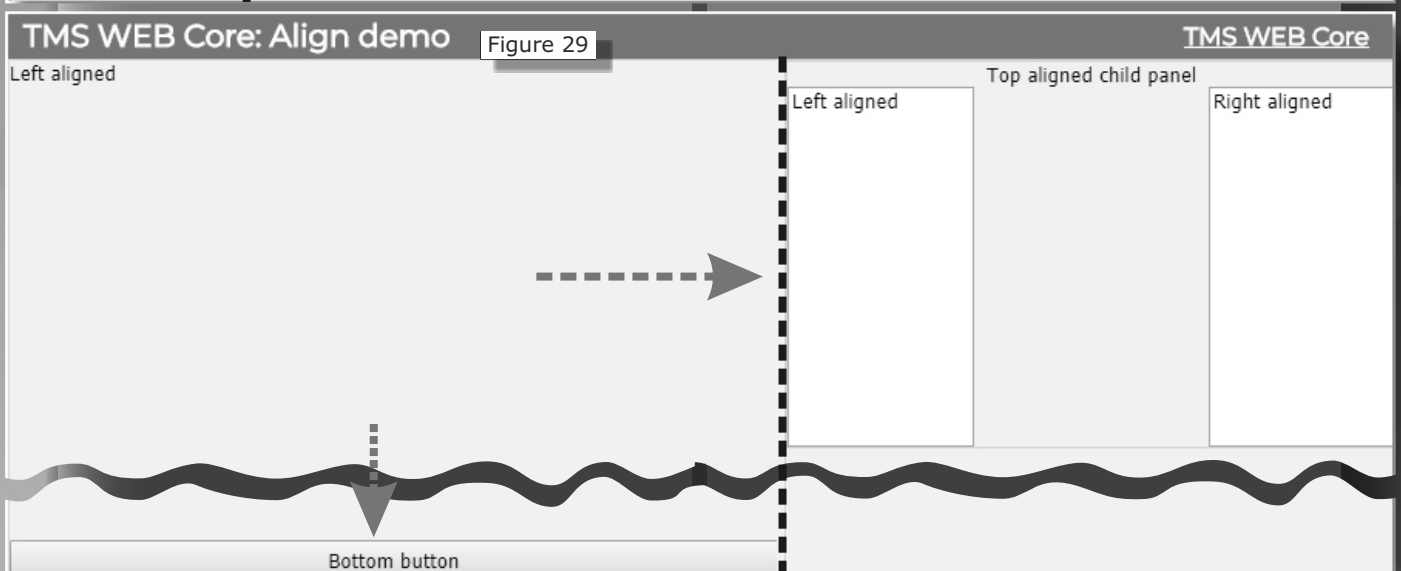 TMS WEB Core: Align demo
Figure 29
TMS WEB Core
Left aligned
Top aligned child panel
Left aligned
Right aligned
Bottom button